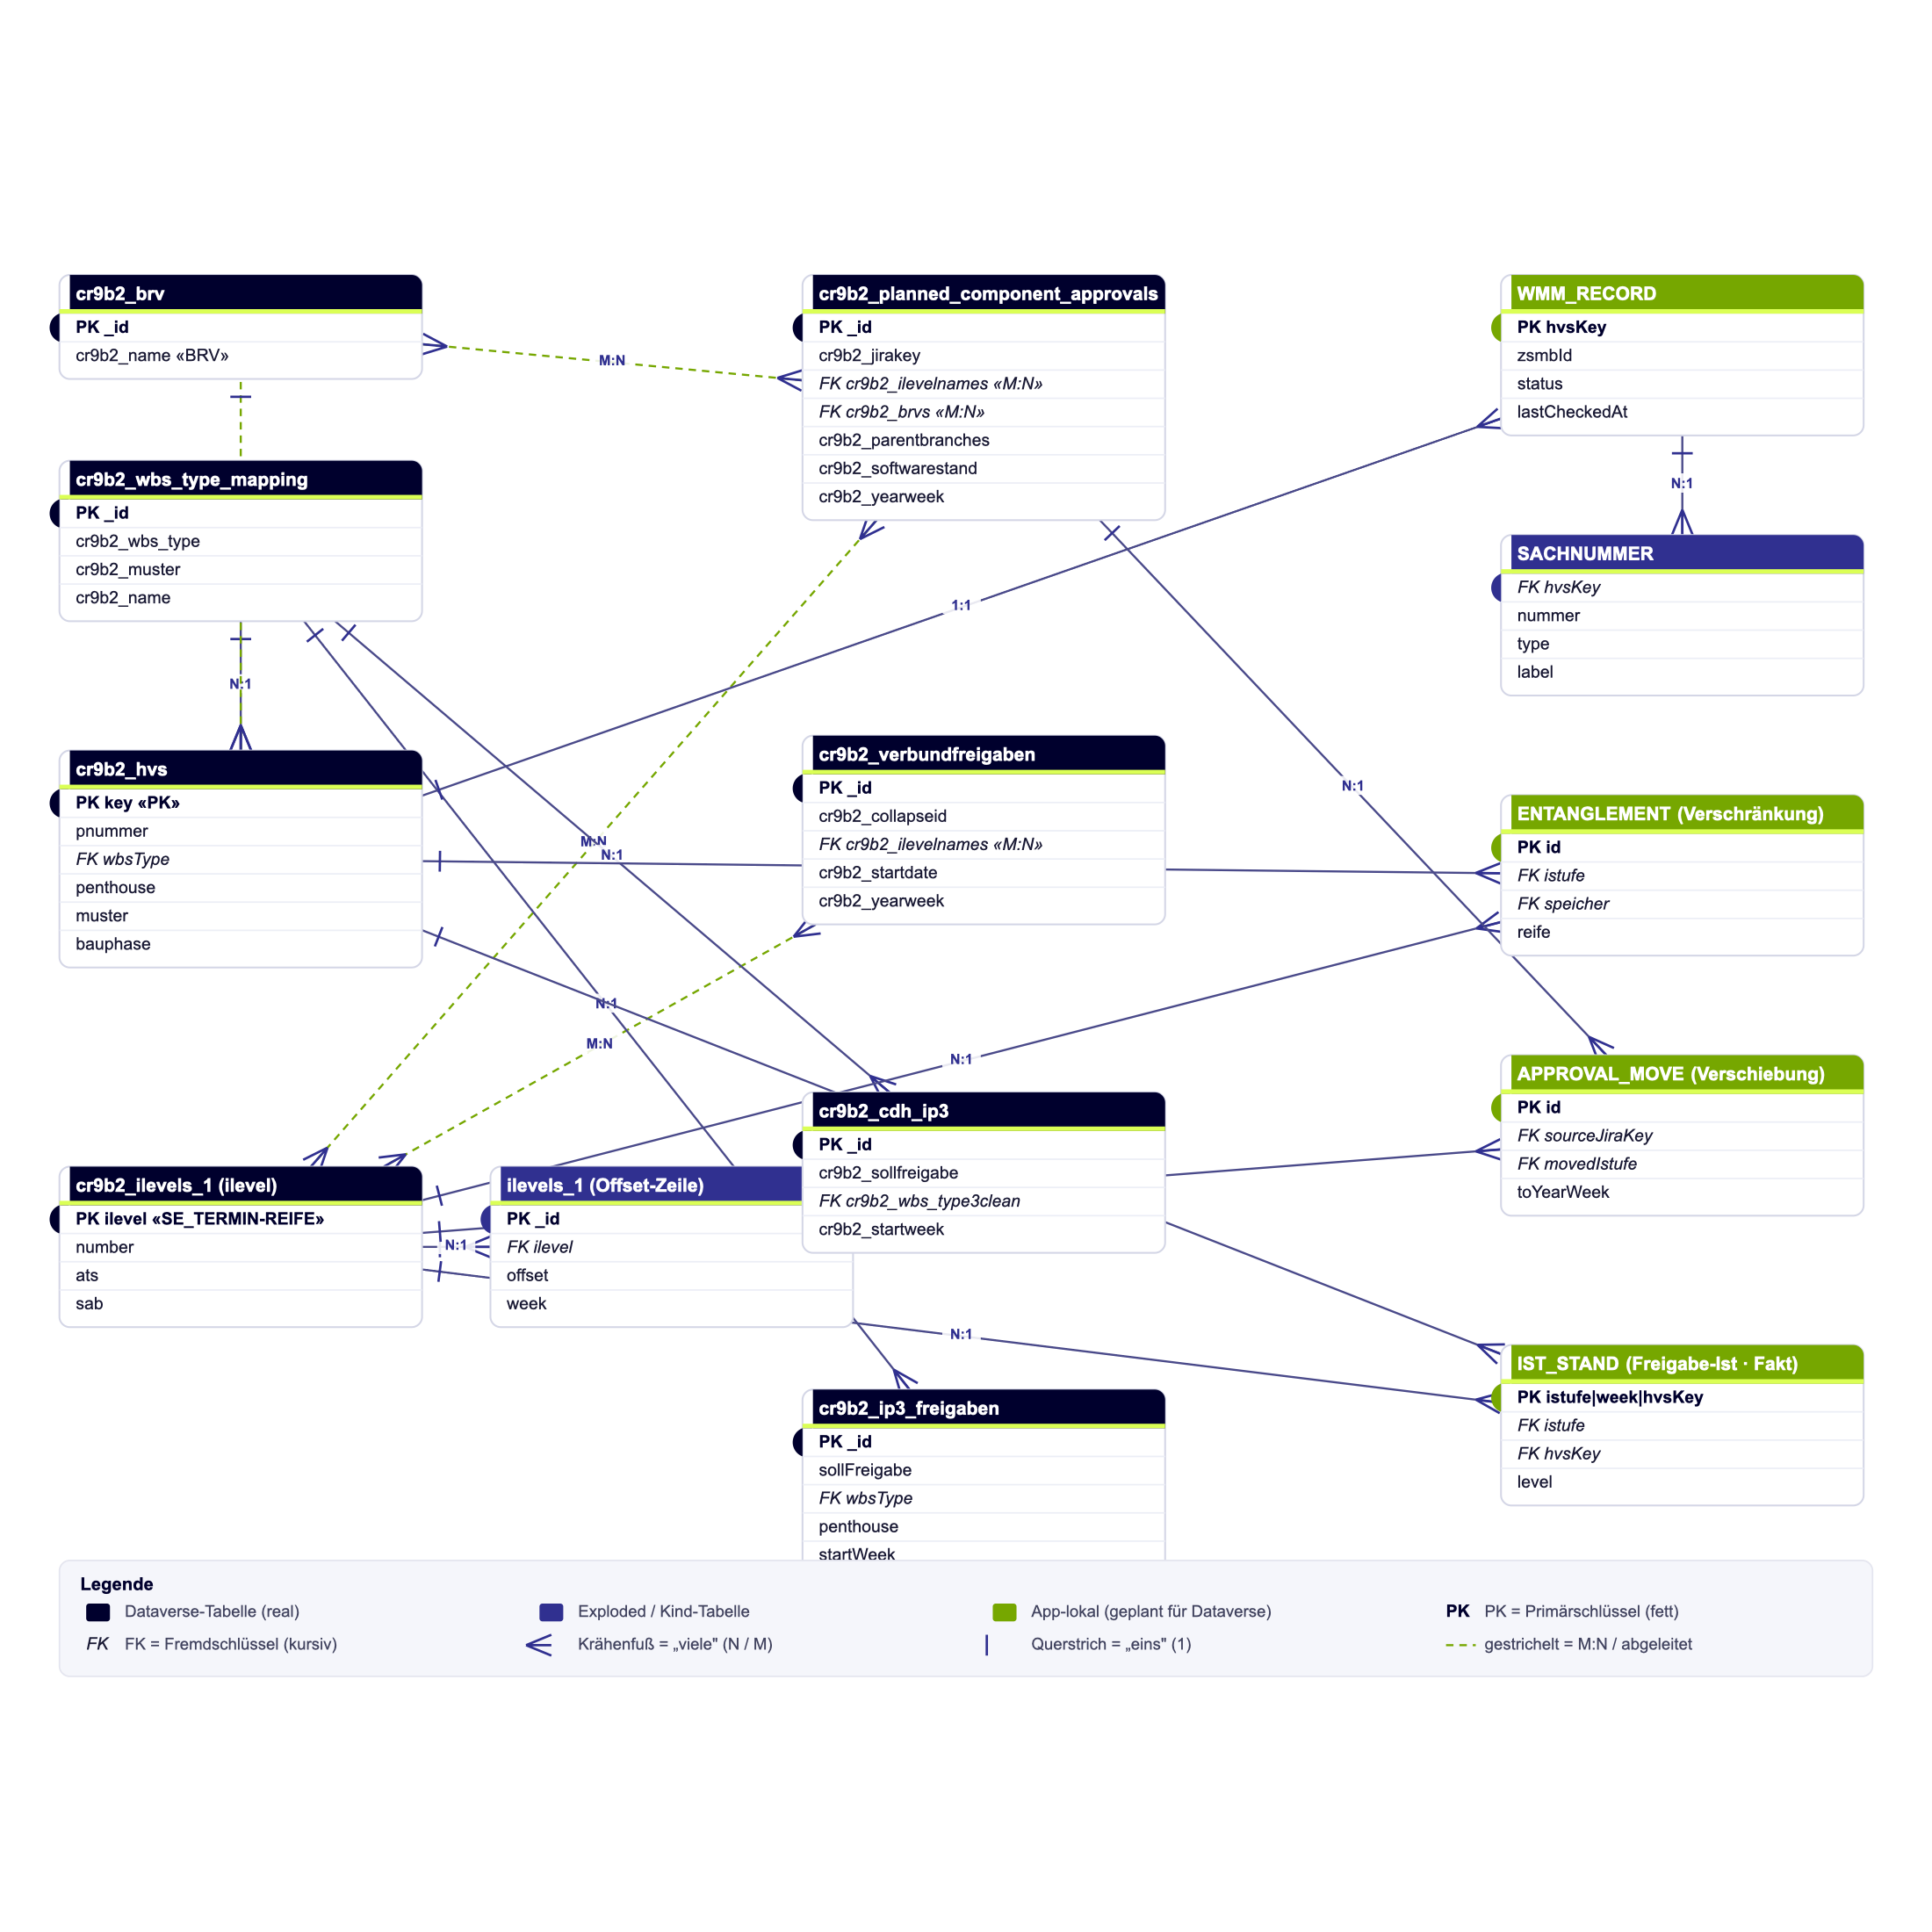 cr9b2_brv
PK _id
cr9b2_name «BRV»
cr9b2_wbs_type_mapping
PK _id
cr9b2_wbs_type
cr9b2_muster
cr9b2_name
N:1
cr9b2_hvs
PK key «PK»
pnummer
FK wbsType
penthouse
muster
bauphase
cr9b2_ilevels_1 (ilevel)
PK ilevel «SE_TERMIN-REIFE»
number
ats
sab
N:1
ilevels_1 (Offset-Zeile)
PK _id
FK ilevel
offset
week
M:N
M:N
N:1
N:1
M:N
cr9b2_planned_component_approvals
PK _id
cr9b2_jirakey
FK cr9b2_ilevelnames «M:N»
FK cr9b2_brvs «M:N»
cr9b2_parentbranches
cr9b2_softwarestand
cr9b2_yearweek
1:1
cr9b2_verbundfreigaben
PK _id
cr9b2_collapseid
FK cr9b2_ilevelnames «M:N»
cr9b2_startdate
cr9b2_yearweek
N:1
cr9b2_cdh_ip3
PK _id
cr9b2_sollfreigabe
FK cr9b2_wbs_type3clean
cr9b2_startweek
N:1
cr9b2_ip3_freigaben
PK _id
sollFreigabe
FK wbsType
penthouse
startWeek
N:1
WMM_RECORD
PK hvsKey
zsmbId
status
lastCheckedAt
N:1
SACHNUMMER
FK hvsKey
nummer
type
label
ENTANGLEMENT (Verschränkung)
PK id
FK istufe
FK speicher
reife
APPROVAL_MOVE (Verschiebung)
PK id
FK sourceJiraKey
FK movedIstufe
toYearWeek
IST_STAND (Freigabe-Ist · Fakt)
PK istufe|week|hvsKey
FK istufe
FK hvsKey
level
Legende
Dataverse-Tabelle (real)
Exploded / Kind-Tabelle
App-lokal (geplant für Dataverse)
PK PK = Primärschlüssel (fett)
FK FK = Fremdschlüssel (kursiv)
Krähenfuß = „viele" (N / M)
Querstrich = „eins" (1)
gestrichelt = M:N / abgeleitet